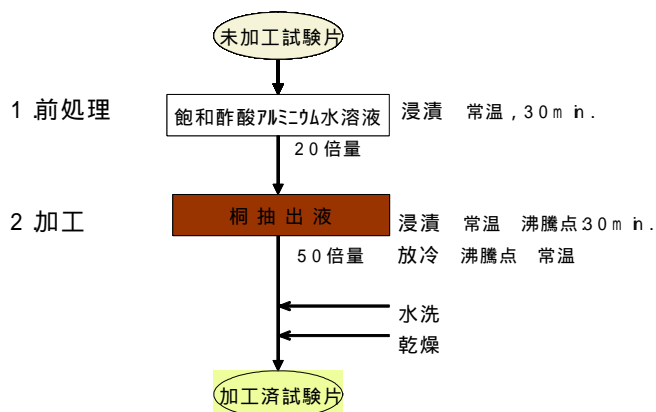 未加工試験片
1.前処理
飽和酢酸アルミニウム水溶液
浸漬 常温,30min.
20倍量
2.加工
桐抽出液
浸漬 常温 沸騰点30min.
50倍量
放冷 沸騰点 常温
水洗
乾燥
加工済試験片